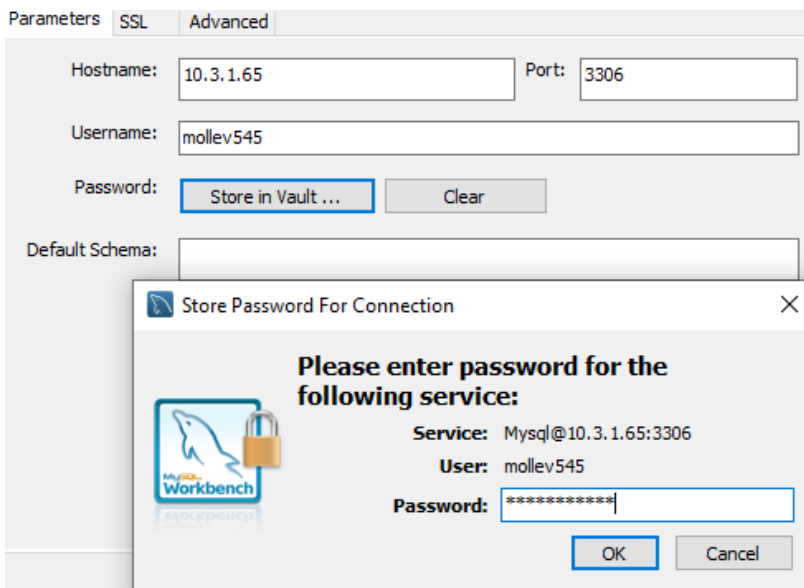 Parameters SSL Advanced
Hostname: 10.3.1.65 Port: 3306
Username: mollev545
Password: Store in Vault ... Clear
Default Schema:
Store Password For Connection
Please enter password for the
following service:
Service: Mysql@10.3.1.65:3306
User: mollev545
MySQL
Workbench
Password: ***********
OK Cancel